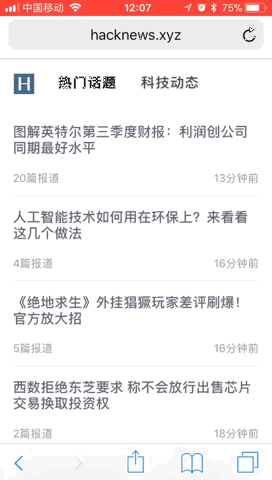 中国移动 12:07 75%
hacknews.xyz
H 热门话题 科技动态
图解英特尔第三季度财报：利润创公司
同期最好水平
20篇报道 13分钟前
人工智能技术如何用在环保上？来看看
这几个做法
4篇报道 16分钟前
《绝地求生》外挂猖獗玩家差评刷爆！
官方放大招
5篇报道 16分钟前
西数拒绝东芝要求 称不会放行出售芯片
交易换取投资权
2篇报道 18分钟前